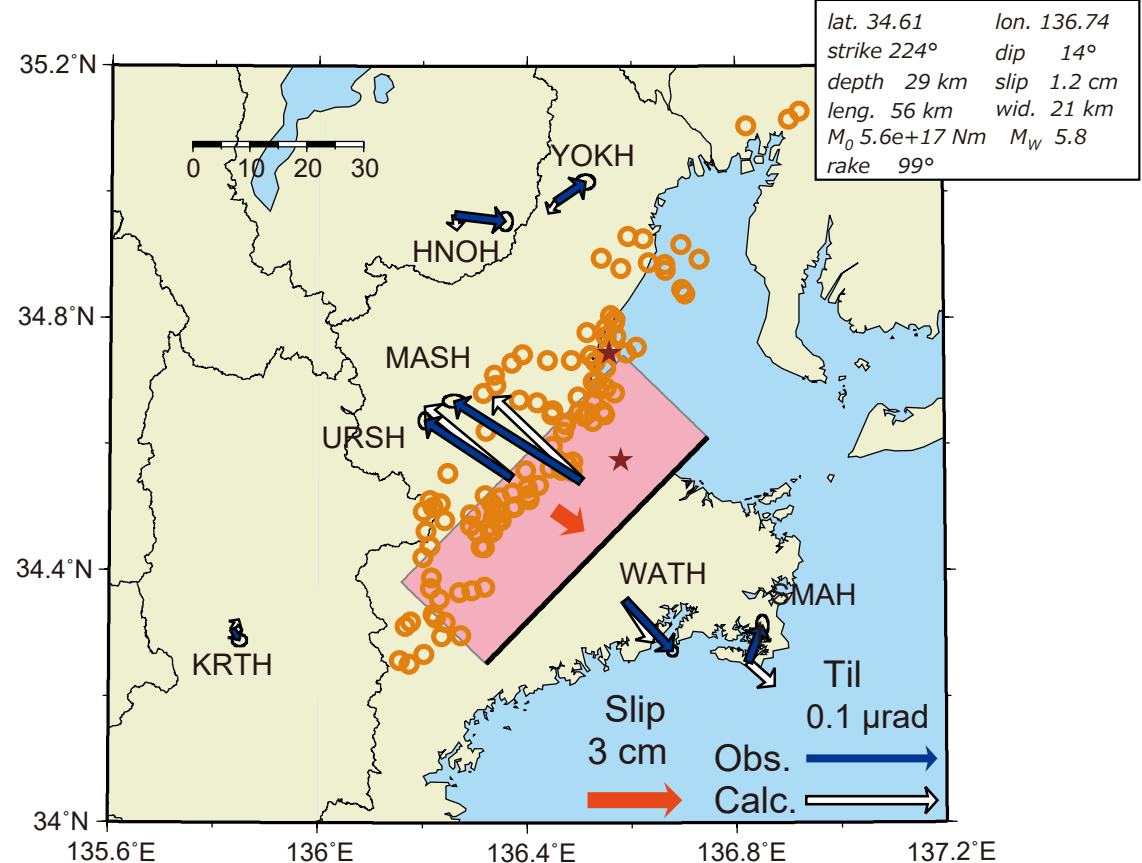 lat. 34.61 lon. 136.74
strike 224° dip 14°
depth 29 km slip 1.2 cm
leng. 56 km wid. 21 km
M0 5.6e+17 Nm MW 5.8
rake 99°
35.2°N
0 10 20 30
YOKH
HNOH
34.8°N
MASH
URSH
34.4°N
WATH
SMAH
KRTH
Slip
3 cm
Til
0.1 μrad
Obs.
Calc.
34°N
135.6°E 136°E 136.4°E 136.8°E 137.2°E